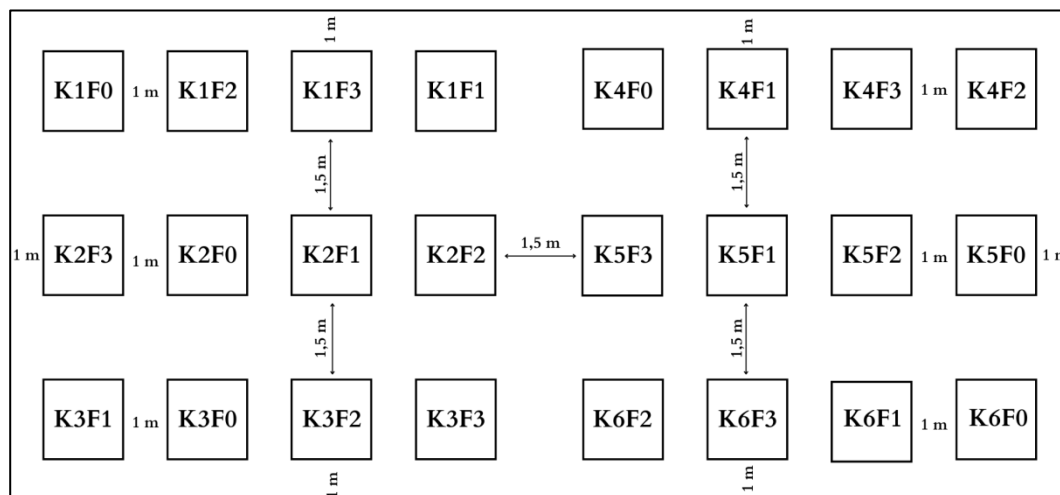 1 m 1 m
K1F0 1 m K1F2 K1F3 K1F1 K4F0 K4F1 K4F3 1 m K4F2
1,5 m 1,5 m
1 m K2F3 1 m K2F0 K2F1 K2F2 1,5 m K5F3 K5F1 K5F2 1 m K5F0 1 m
1,5 m 1,5 m
K3F1 1 m K3F0 K3F2 K3F3 K6F2 K6F3 K6F1 1 m K6F0
1 m 1 m